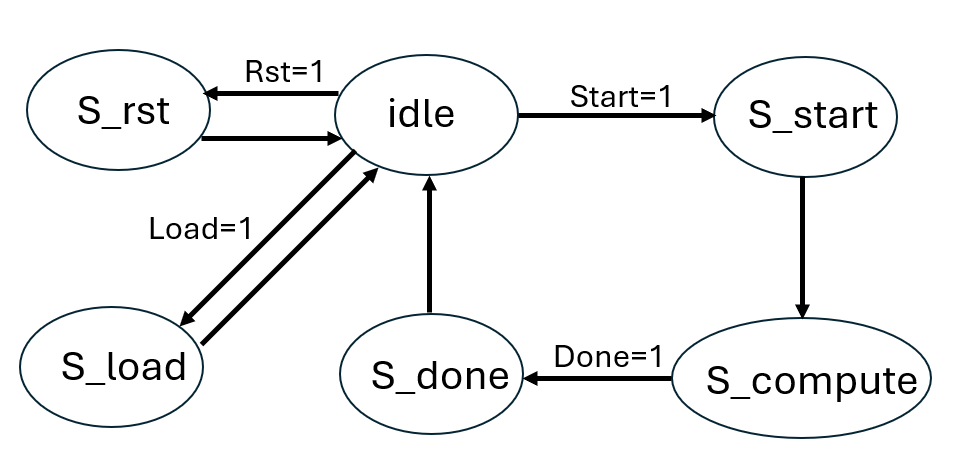 Rst=1
S_rst
idle
Start=1
S_start
Load=1
S_load
S_done
Done=1
S_compute